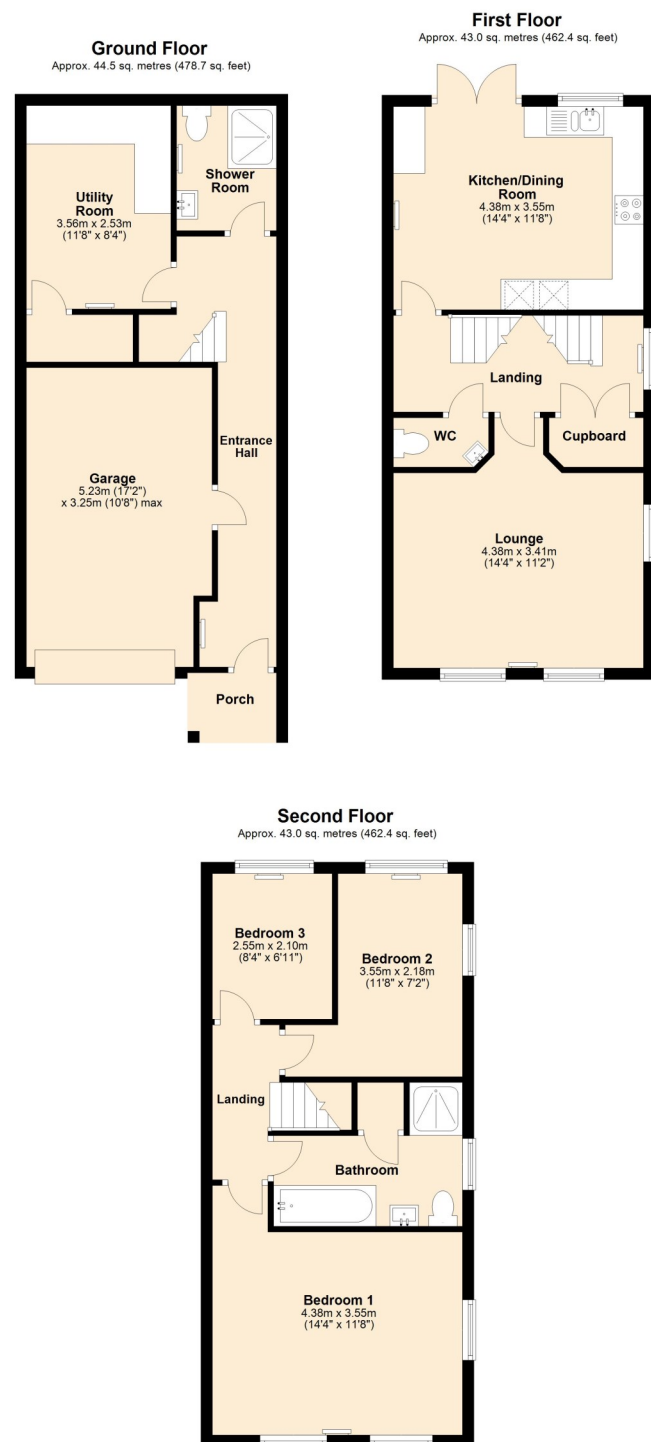 Ground Floor
Approx. 44.5 sq. metres (478.7 sq. feet)
Utility
Room
3.56m x 2.53m
(11'8" x 8'4")
Shower
Room
Entrance
Hall
Garage
5.23m (17'2")
x 3.25m (10'8") max
Porch
First Floor
Approx. 43.0 sq. metres (462.4 sq. feet)
Kitchen/Dining
Room
4.38m x 3.55m
(14'4" x 11'8")
Landing
WC
Cupboard
Lounge
4.38m x 3.41m
(14'4" x 11'2")
Second Floor
Approx. 43.0 sq. metres (462.4 sq. feet)
Bedroom 3
2.55m x 2.10m
(8'4" x 6'11")
Bedroom 2
3.55m x 2.18m
(11'8" x 7'2")
Landing
Bathroom
Bedroom 1
4.38m x 3.55m
(14'4" x 11'8")